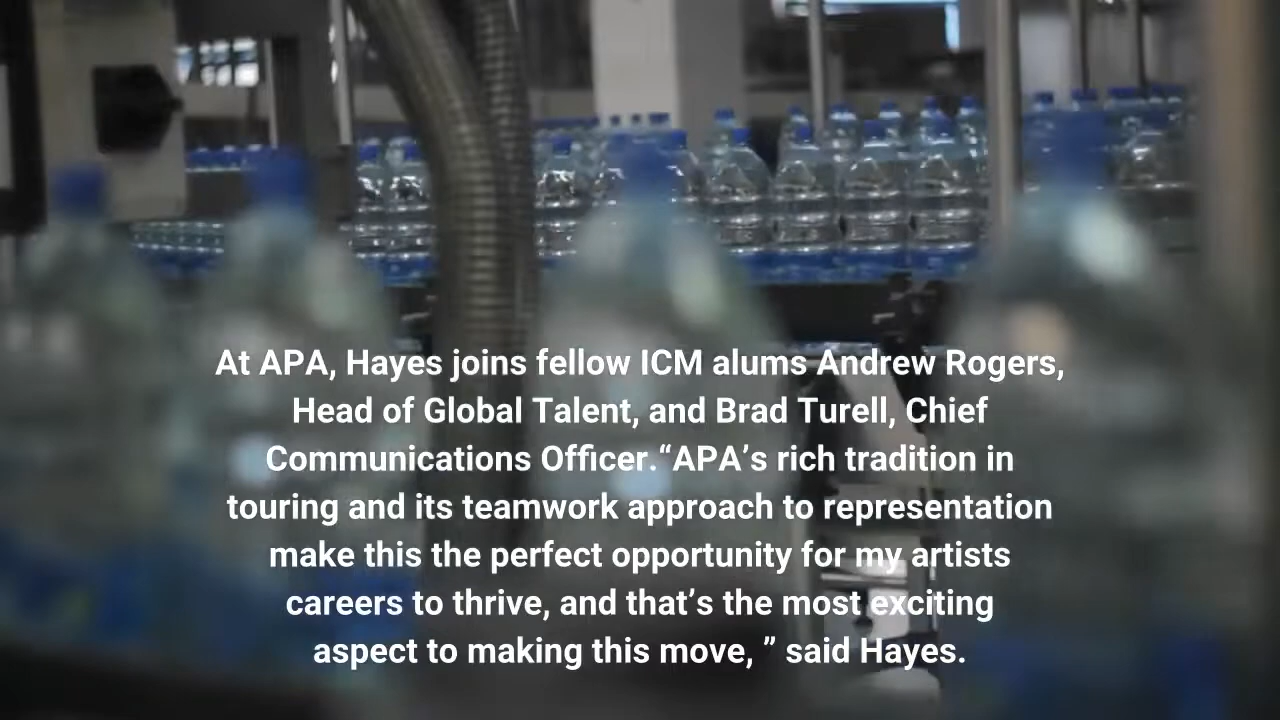 At APA, Hayes joins fellow ICM alums Andrew Rogers,
Head of Global Talent, and Brad Turell, Chief
Communications Officer.“APA’s rich tradition in
touring and its teamwork approach to representation
make this the perfect opportunity for my artists
careers to thrive, and that’s the most exciting
aspect to making this move, ” said Hayes.